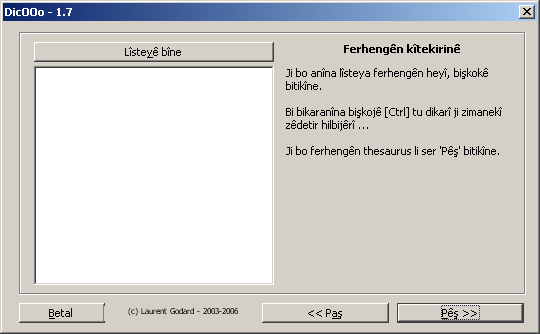 DicOOo - 1.7
Lîsteyê bîne
Ferhengên kîtekirinê
Ji bo anîna lîsteya ferhengên heyî, bişkokê
bitikîne.
Bi bikaranîna bişkojê [Ctrl] tu dikarî ji zimanekî
zêdetir hilbijêrî ...
Ji bo ferhengên thesaurus li ser 'Pêş' bitikîne.
Betal
(c) Laurent Godard - 2003-2006
<< Paş
Pêş >>